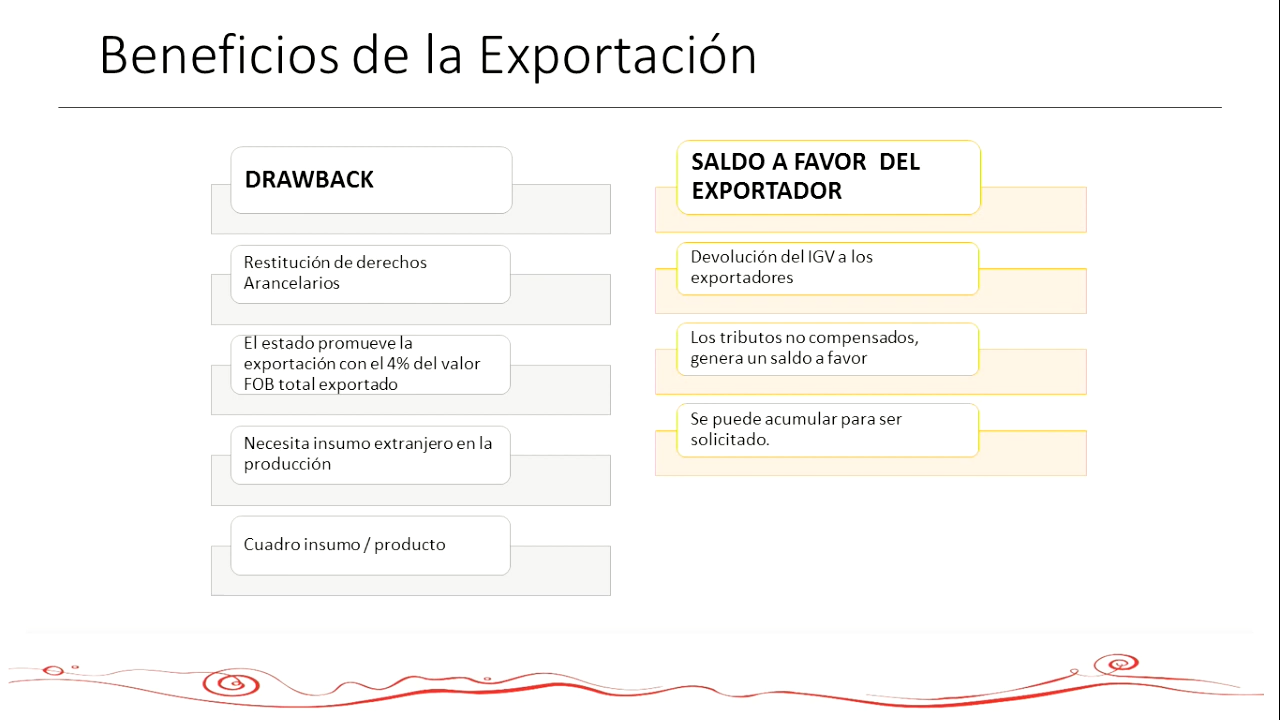 Beneficios de la Exportación
DRAWBACK
Restitución de derechos
Arancelarios
El estado promueve la
exportación con el 4% del valor
FOB total exportado
Necesita insumo extranjero en la
producción
Cuadro insumo / producto
SALDO A FAVOR DEL
EXPORTADOR
Devolución del IGV a los
exportadores
Los tributos no compensados,
genera un saldo a favor
Se puede acumular para ser
solicitado.